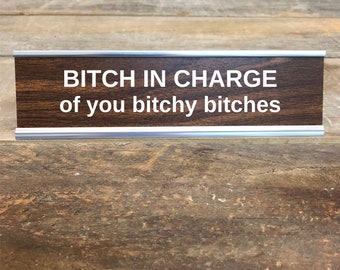 BITCH IN CHARGE
of you bitchy bitches